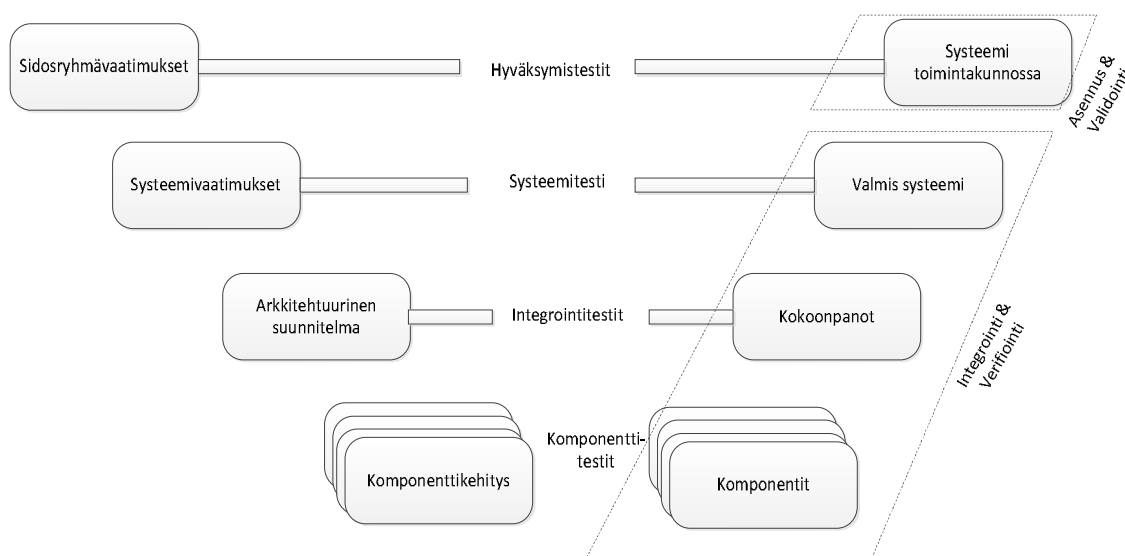 Sidosryhmävaatimukset
Hyväksymistestit
Systeemi
toimintakunnossa
Asennus &
Validointi
Systeemivaatimukset
Systeemitesti
Valmis systeemi
Arkkitehtuurinen
suunnitelma
Integrointitestit
Kokoonpanot
Integrointi &
Verifiointi
Komponenttikehitys
Komponentti-
testit
Komponentit